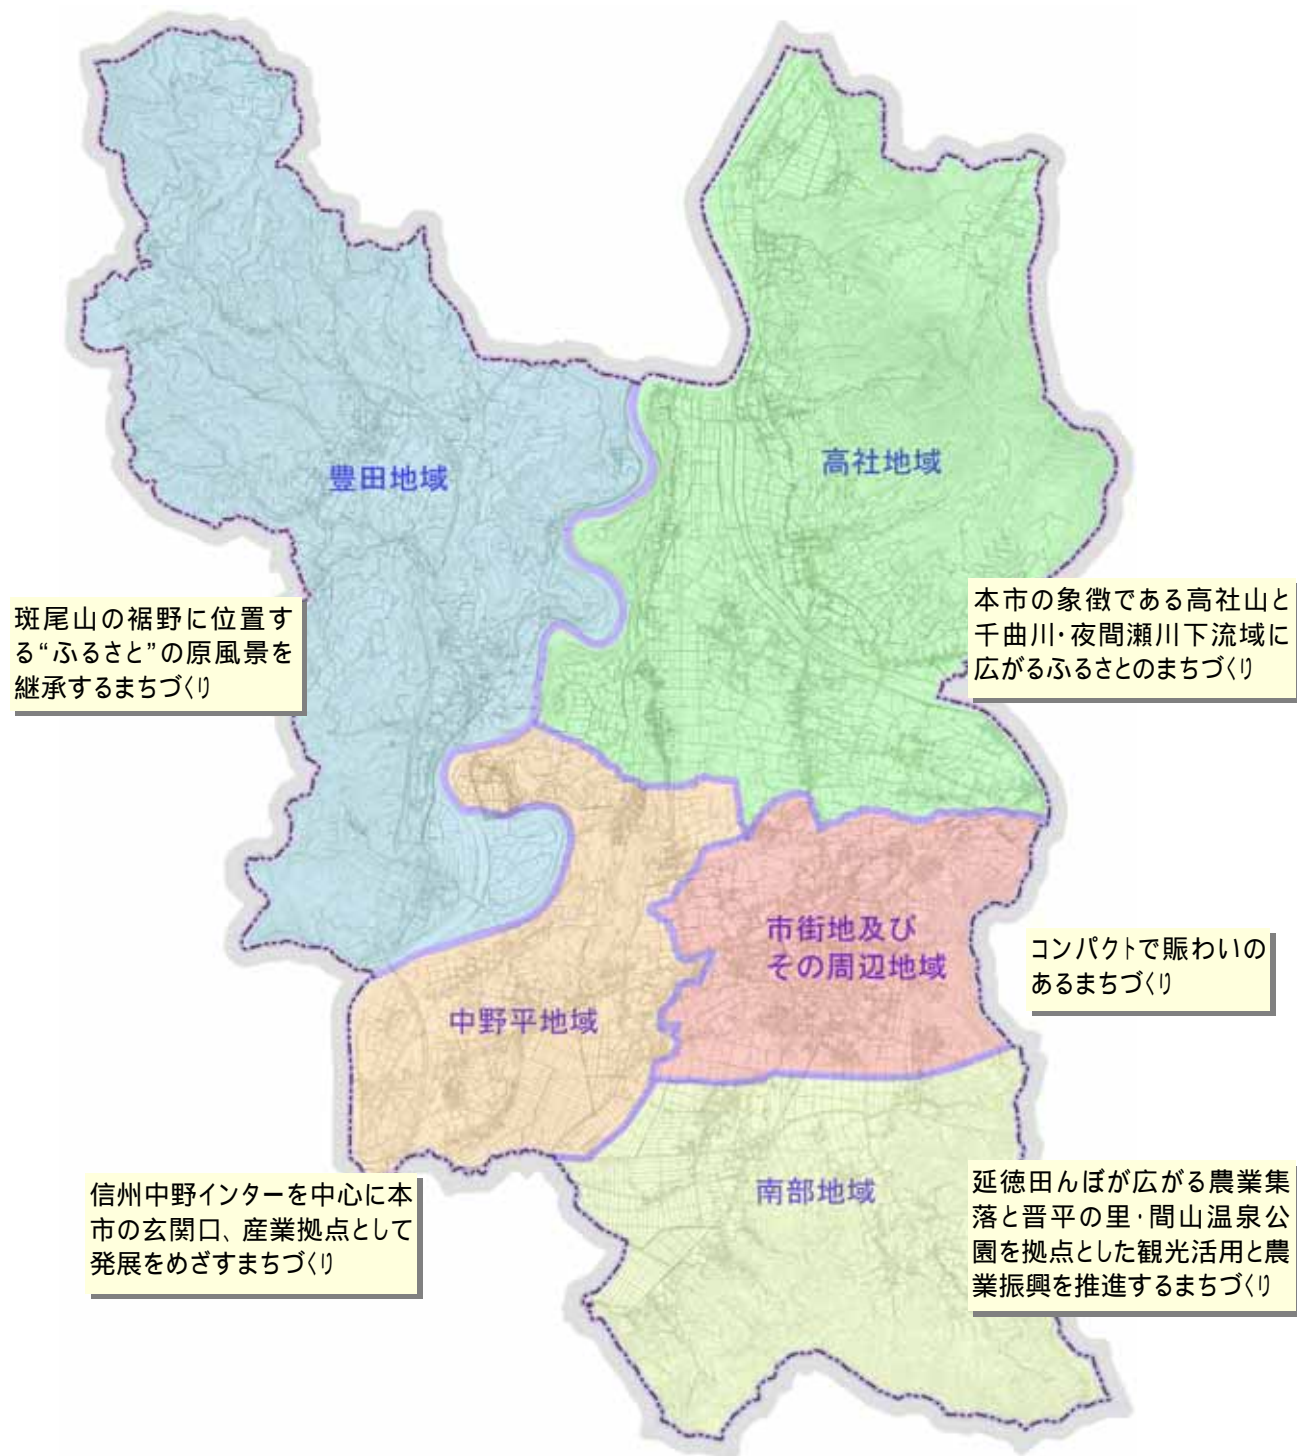 豊田地域
高社地域
斑尾山の裾野に位置す
る“ふるさと”の原風景を
継承するまちづくり
本市の象徴である高社山と
千曲川・夜間瀬川下流域に
広がるふるさとのまちづくり
市街地及び
その周辺地域
コンパクトで賑わいの
あるまちづくり
中野平地域
信州中野インターを中心に本
市の玄関口、産業拠点として
発展をめざすまちづくり
南部地域
延徳田んぼが広がる農業集
落と晋平の里・間山温泉公
園を拠点とした観光活用と農
業振興を推進するまちづくり